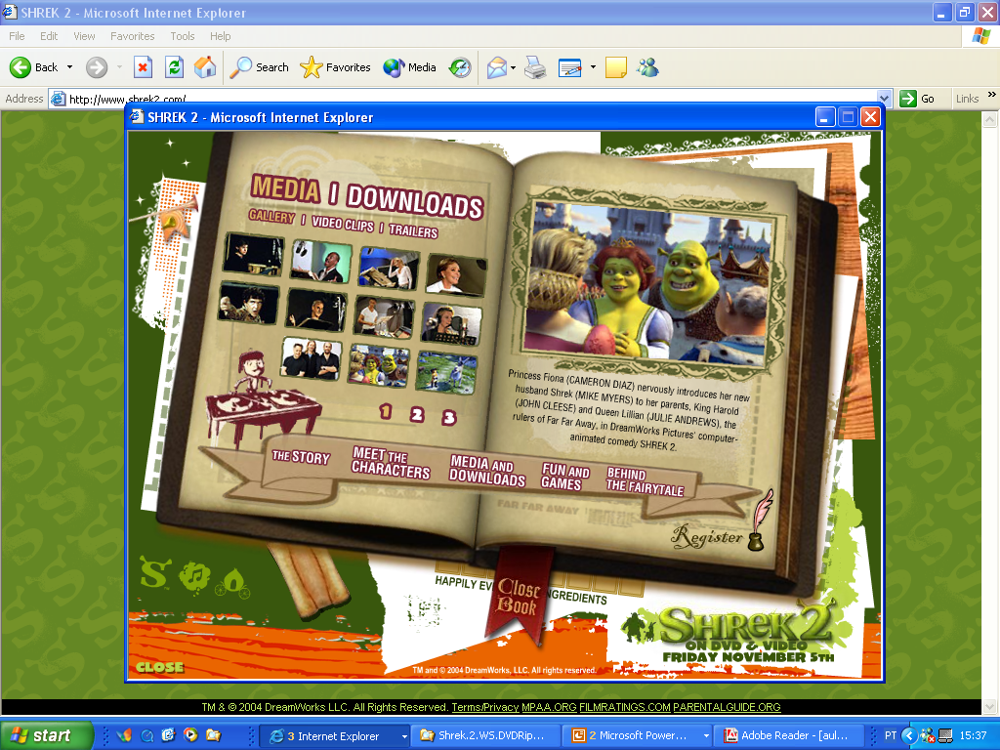 SHREK 2 - Microsoft Internet Explorer
File Edit View Favorites Tools Help
Back Search Favorites Media
Address http://www.shrek2.com/ Go Links »
SHREK 2 - Microsoft Internet Explorer
MEDIA | DOWNLOADS
GALLERY | VIDEO CLIPS | TRAILERS
1 2 3
Princess Fiona (CAMERON DIAZ) nervously introduces her new
husband Shrek (MIKE MYERS) to her parents, King Harold
(JOHN CLEESE) and Queen Lillian (JULIE ANDREWS), the
rulers of Far Far Away, in DreamWorks Pictures' computer-
animated comedy SHREK 2.
THE STORY
MEET THE
CHARACTERS
MEDIA AND
DOWNLOADS
FUN AND
GAMES
BEHIND
THE FAIRYTALE
FAR FAR AWAY
Register
HAPPILY EV
NGREDIENTS
Close
Book
SHREK 2
ON DVD & VIDEO
FRIDAY NOVEMBER 5TH
CLOSE
TM and © 2004 DreamWorks, LLC. All rights reserved.
TM & © 2004 DreamWorks LLC. All Rights Reserved. Terms/Privacy MPAA.ORG FILMRATINGS.COM PARENTALGUIDE.ORG
start 3 Internet Explorer Shrek.2.WS.DVDRip... 2 Microsoft Power... Adobe Reader - [aul... PT 15:37